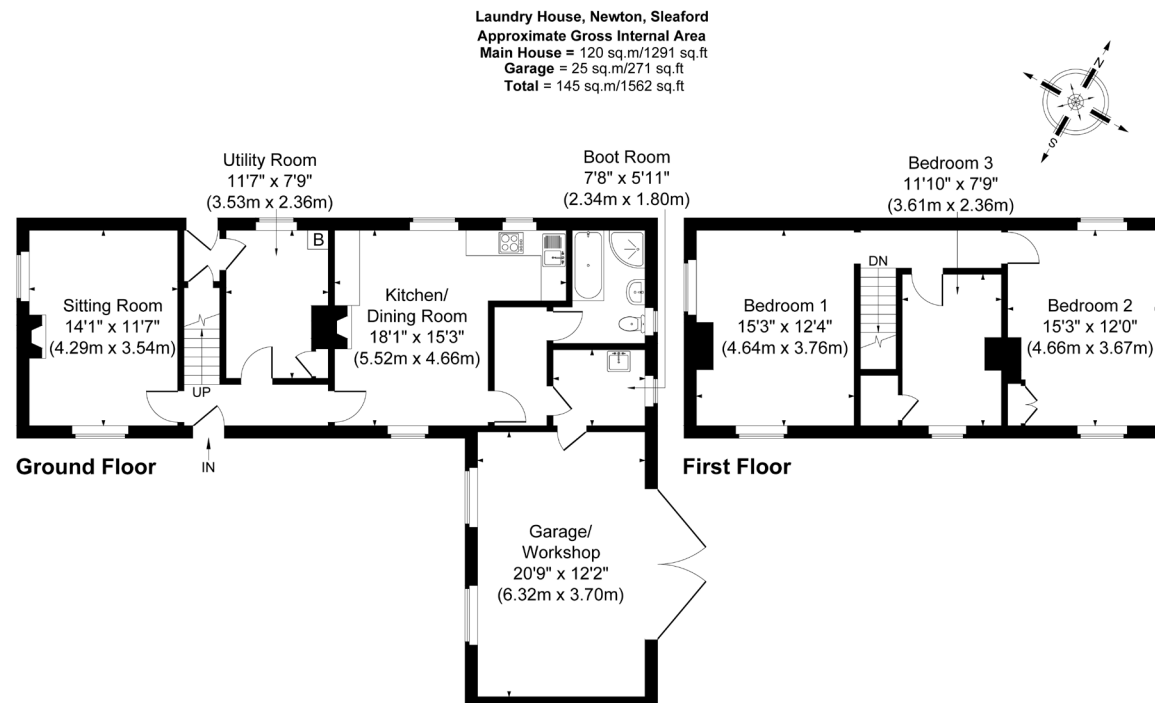 Laundry House, Newton, Sleaford
Approximate Gross Internal Area
Main House = 120 sq.m/1291 sq.ft
Garage = 25 sq.m/271 sq.ft
Total = 145 sq.m/1562 sq.ft
N
S
Utility Room
11'7" x 7'9"
(3.53m x 2.36m)
Boot Room
7'8" x 5'11"
(2.34m x 1.80m)
Bedroom 3
11'10" x 7'9"
(3.61m x 2.36m)
B
Sitting Room
14'1" x 11'7"
(4.29m x 3.54m)
Kitchen/
Dining Room
18'1" x 15'3"
(5.52m x 4.66m)
UP
IN
DN
Bedroom 1
15'3" x 12'4"
(4.64m x 3.76m)
Bedroom 2
15'3" x 12'0"
(4.66m x 3.67m)
Ground Floor
First Floor
Garage/
Workshop
20'9" x 12'2"
(6.32m x 3.70m)